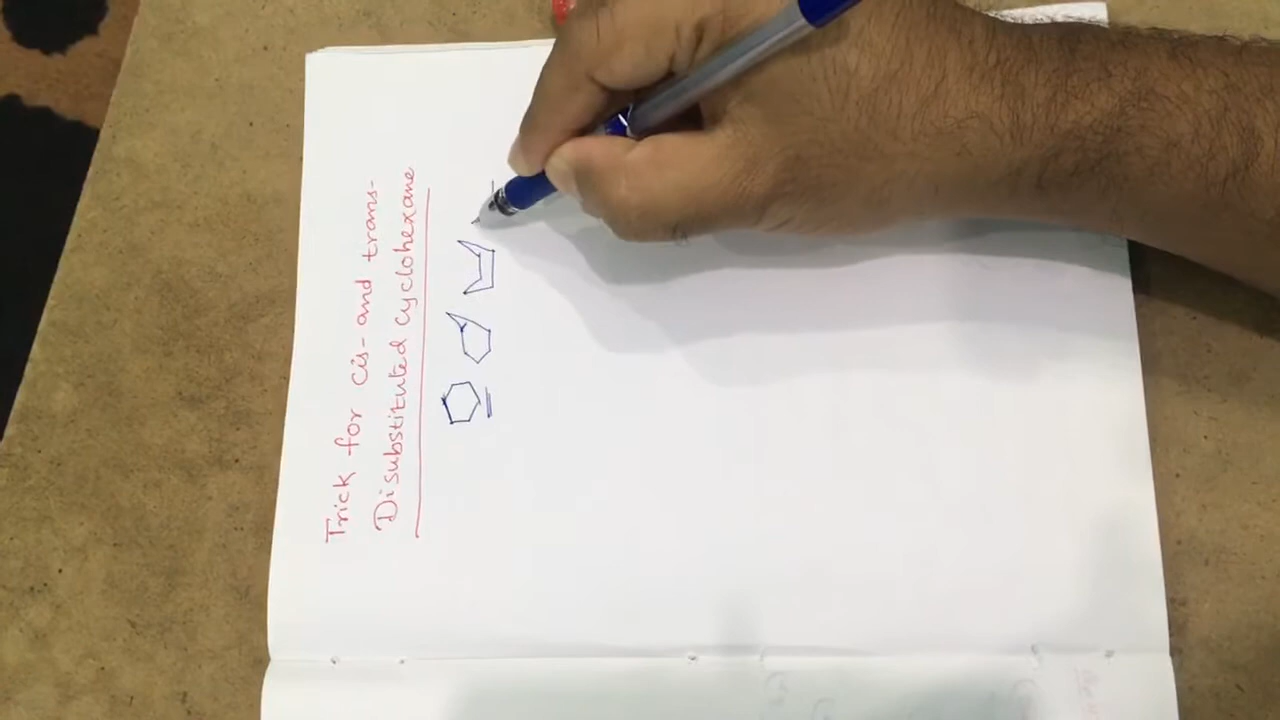 Trick for cis- and trans-
Disubstituted cyclohexane